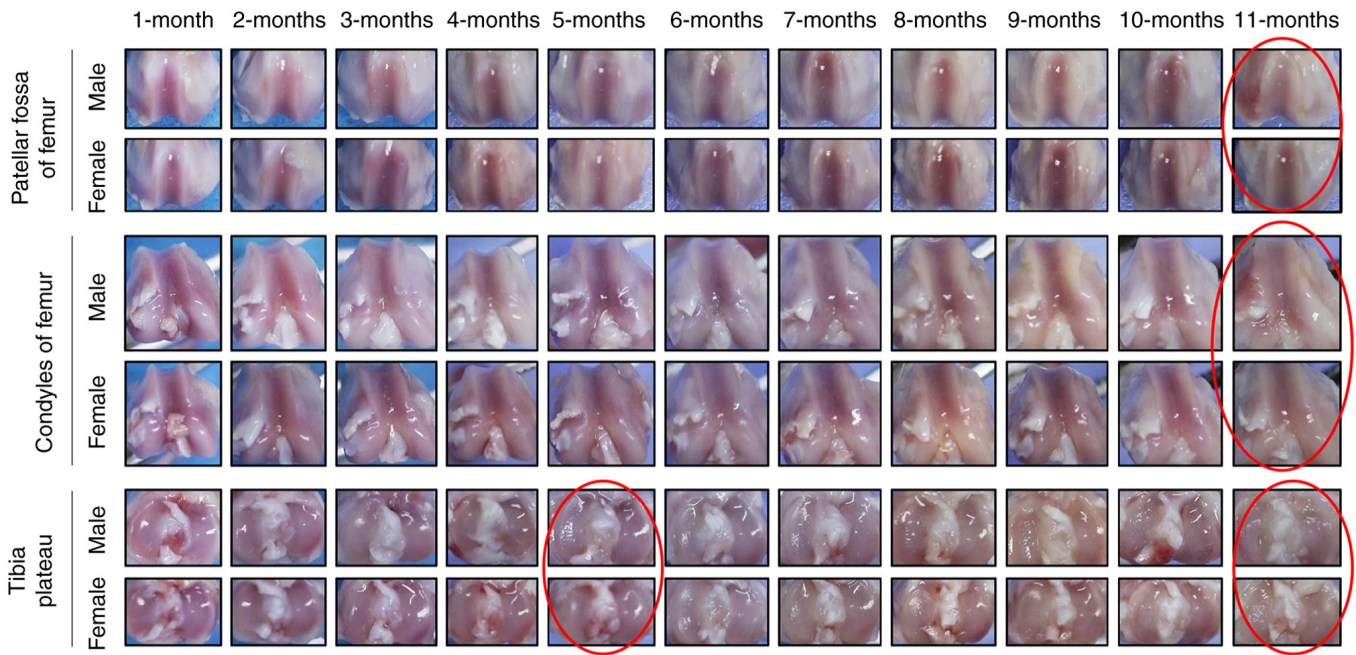 1-month 2-months 3-months 4-months 5-months 6-months 7-months 8-months 9-months 10-months 11-months
Patellar fossa
of femur
Male
Female
Condyles of femur
Male
Female
Tibia
plateau
Male
Female